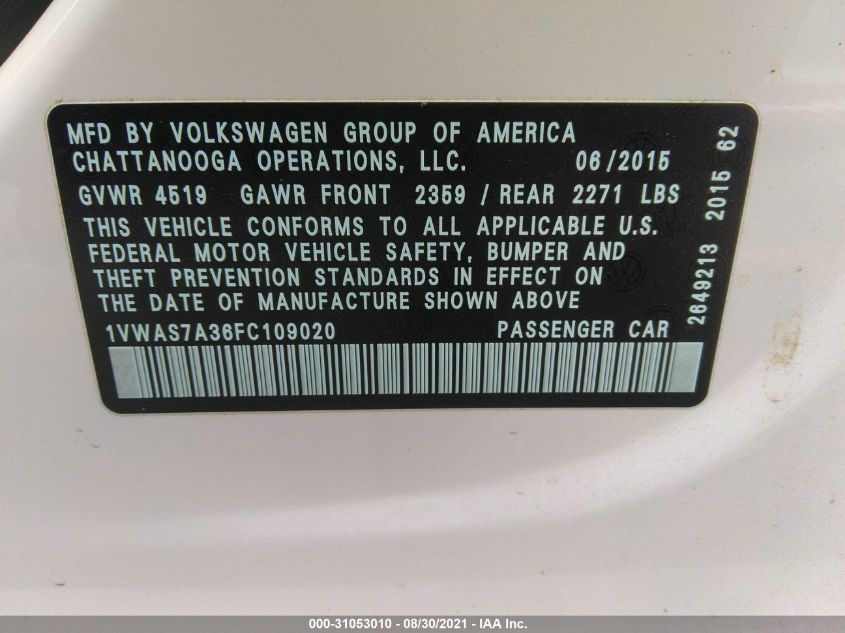 MFD BY VOLKSWAGEN GROUP OF AMERICA
CHATTANOOGA OPERATIONS, LLC. 06/2015
GVWR 4519 GAWR FRONT 2359 / REAR 2271 LBS
THIS VEHICLE CONFORMS TO ALL APPLICABLE U.S.
FEDERAL MOTOR VEHICLE SAFETY, BUMPER AND
THEFT PREVENTION STANDARDS IN EFFECT ON
THE DATE OF MANUFACTURE SHOWN ABOVE
1VWAS7A36FC109020 PASSENGER CAR
2649213 2015 62
000-31053010 - 08/30/2021 - IAA Inc.